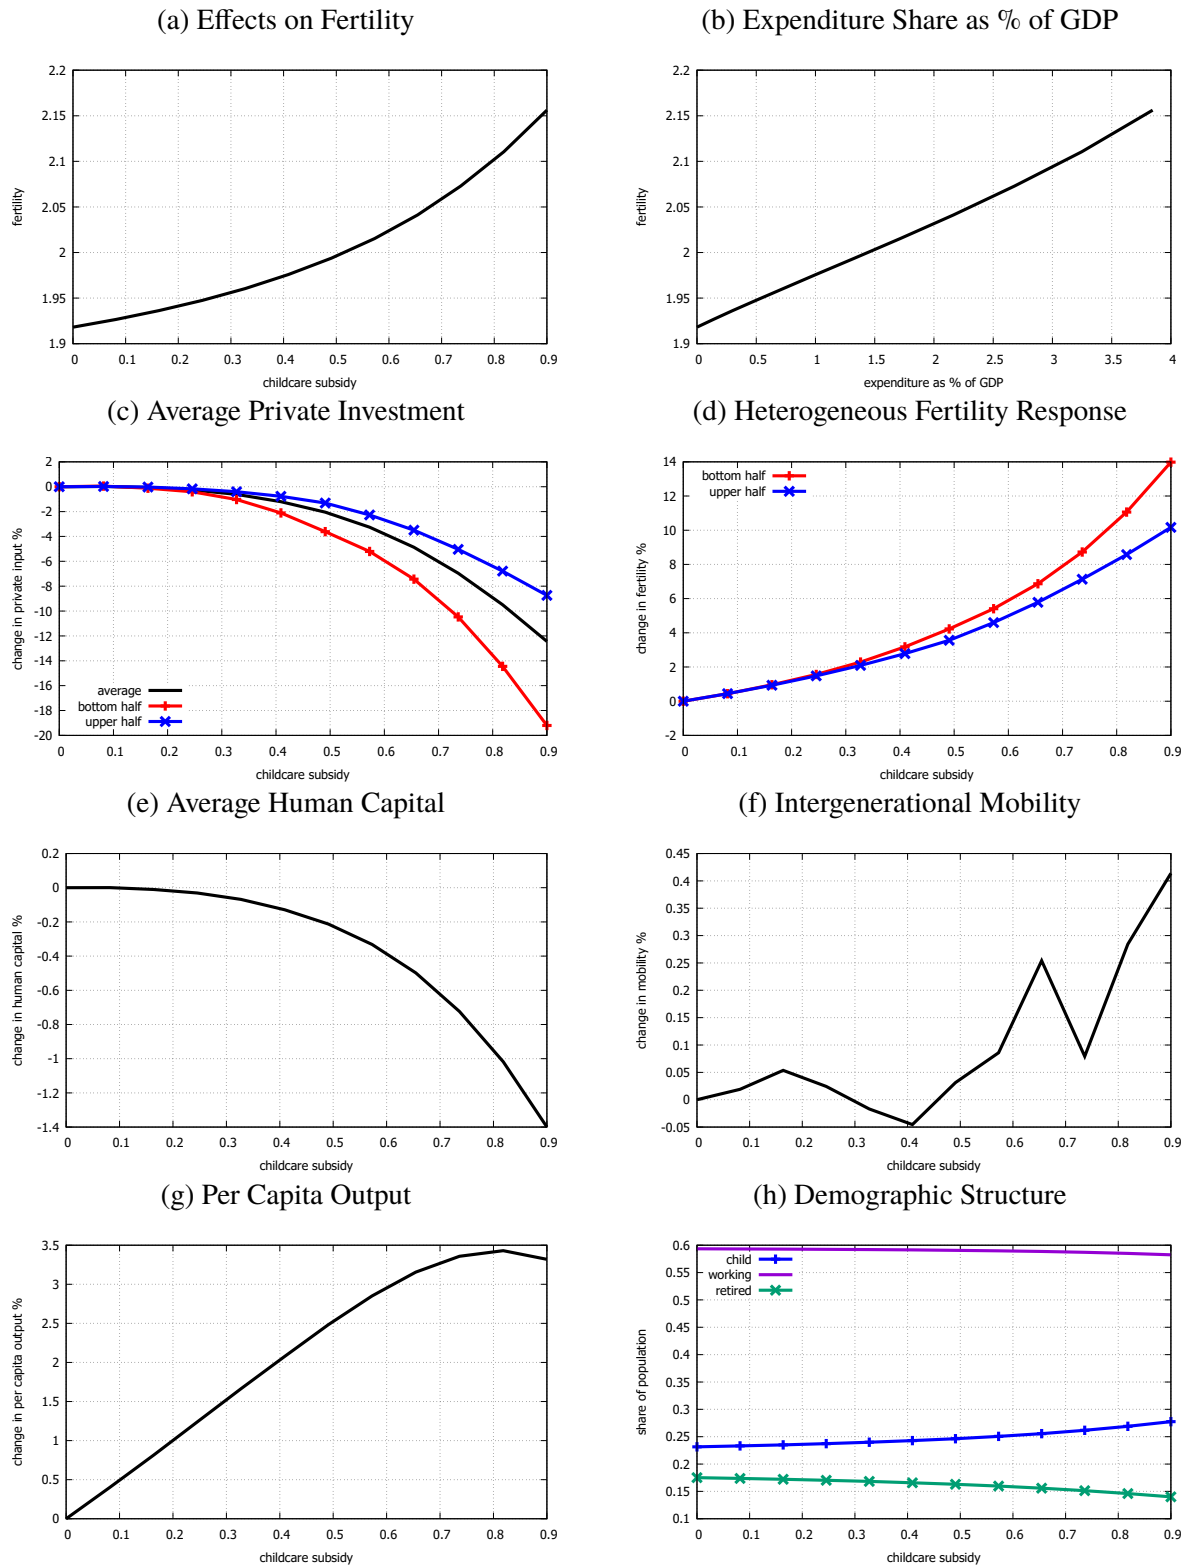 (a) Effects on Fertility
2.2
2.15
2.1
2.05
2
1.95
1.9
fertility
0 0.1 0.2 0.3 0.4 0.5 0.6 0.7 0.8 0.9
childcare subsidy
(b) Expenditure Share as % of GDP
2.2
2.15
2.1
2.05
2
1.95
1.9
fertility
0 0.5 1 1.5 2 2.5 3 3.5 4
expenditure as % of GDP
(c) Average Private Investment
2
0
-2
-4
-6
-8
-10
-12
-14
-16
-18
-20
change in private input %
average
bottom half
upper half
0 0.1 0.2 0.3 0.4 0.5 0.6 0.7 0.8 0.9
childcare subsidy
(d) Heterogeneous Fertility Response
14
12
10
8
6
4
2
0
-2
change in fertility %
bottom half
upper half
0 0.1 0.2 0.3 0.4 0.5 0.6 0.7 0.8 0.9
childcare subsidy
(e) Average Human Capital
0.2
0
-0.2
-0.4
-0.6
-0.8
-1
-1.2
-1.4
change in human capital %
0 0.1 0.2 0.3 0.4 0.5 0.6 0.7 0.8 0.9
childcare subsidy
(f) Intergenerational Mobility
0.45
0.4
0.35
0.3
0.25
0.2
0.15
0.1
0.05
0
-0.05
change in mobility %
0 0.1 0.2 0.3 0.4 0.5 0.6 0.7 0.8 0.9
childcare subsidy
(g) Per Capita Output
3.5
3
2.5
2
1.5
1
0.5
0
change in per capita output %
0 0.1 0.2 0.3 0.4 0.5 0.6 0.7 0.8 0.9
childcare subsidy
(h) Demographic Structure
0.6
0.55
0.5
0.45
0.4
0.35
0.3
0.25
0.2
0.15
0.1
share of population
child
working
retired
0 0.1 0.2 0.3 0.4 0.5 0.6 0.7 0.8 0.9
childcare subsidy